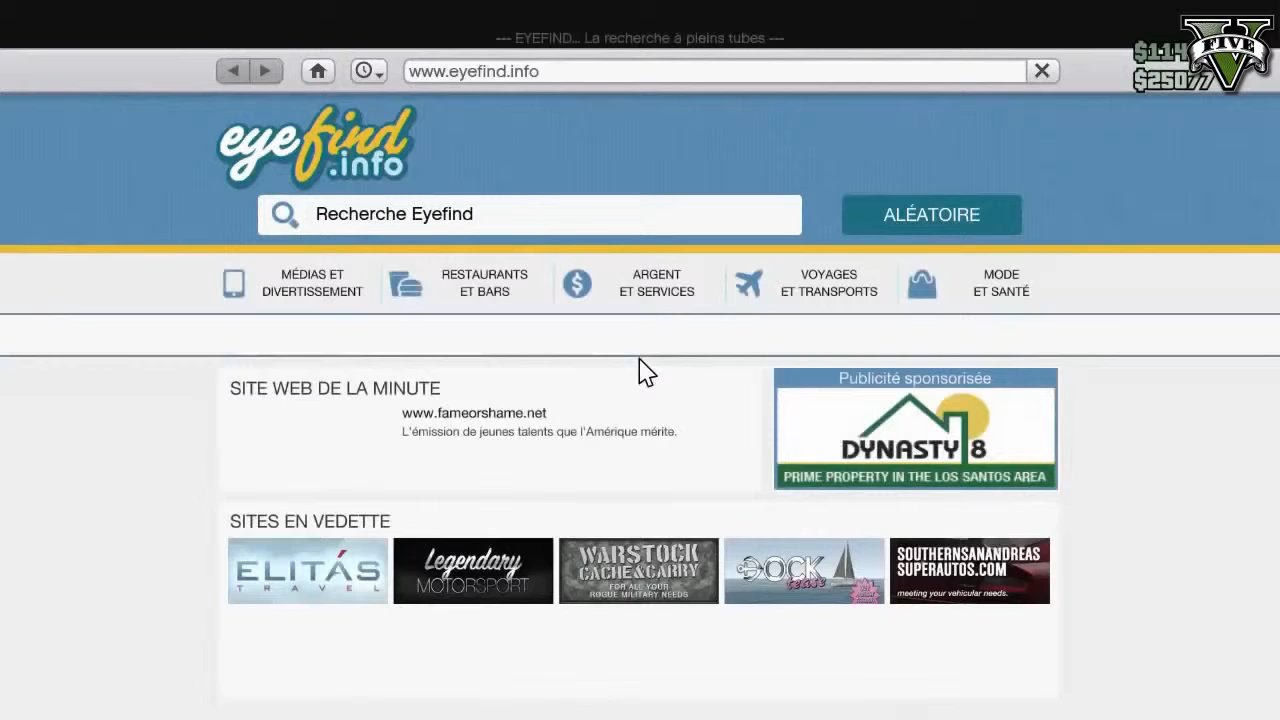 --- EYEFIND... La recherche à pleins tubes ---
www.eyefind.info
FIVE
V
eyefind
.info
Recherche Eyefind
ALÉATOIRE
MÉDIAS ET
DIVERTISSEMENT
RESTAURANTS
ET BARS
ARGENT
ET SERVICES
VOYAGES
ET TRANSPORTS
MODE
ET SANTÉ
SITE WEB DE LA MINUTE
www.fameorshame.net
L'émission de jeunes talents que l'Amérique mérite.
Publicité sponsorisée
DYNASTY 8
PRIME PROPERTY IN THE LOS SANTOS AREA
SITES EN VEDETTE
ELITÁS
TRAVEL
Legendary
MOTORSPORT
WARSTOCK
CACHE&CARRY
FOR ALL YOUR
ROGUE MILITARY NEEDS
DOCK
tease
SOUTHERNSANANDREAS
SUPERAUTOS.COM
meeting your vehicular needs.